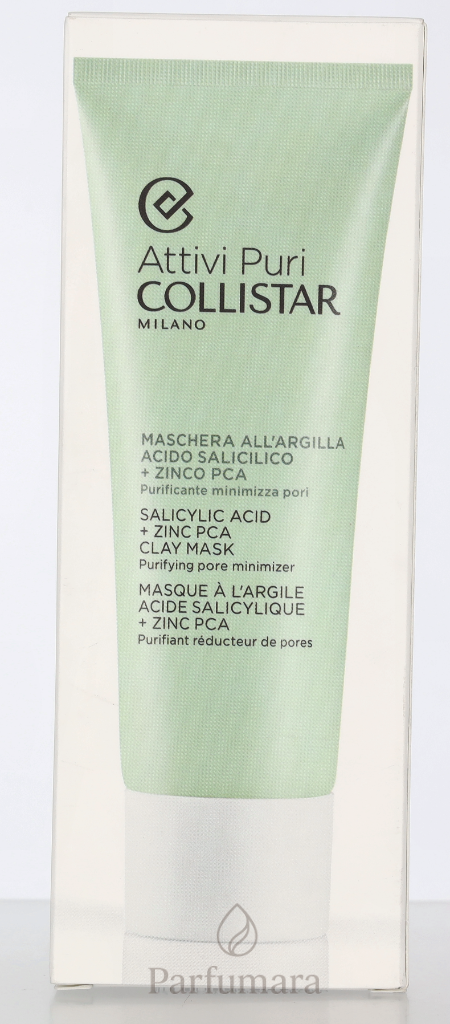 Attivi Puri
COLLISTAR
MILANO
MASCHERA ALL'ARGILLA
ACIDO SALICILICO
+ ZINCO PCA
Purificante minimizza pori
SALICYLIC ACID
+ ZINC PCA
CLAY MASK
Purifying pore minimizer
MASQUE À L'ARGILE
ACIDE SALICYLIQUE
+ ZINC PCA
Purifiant réducteur de pores
Parfumara